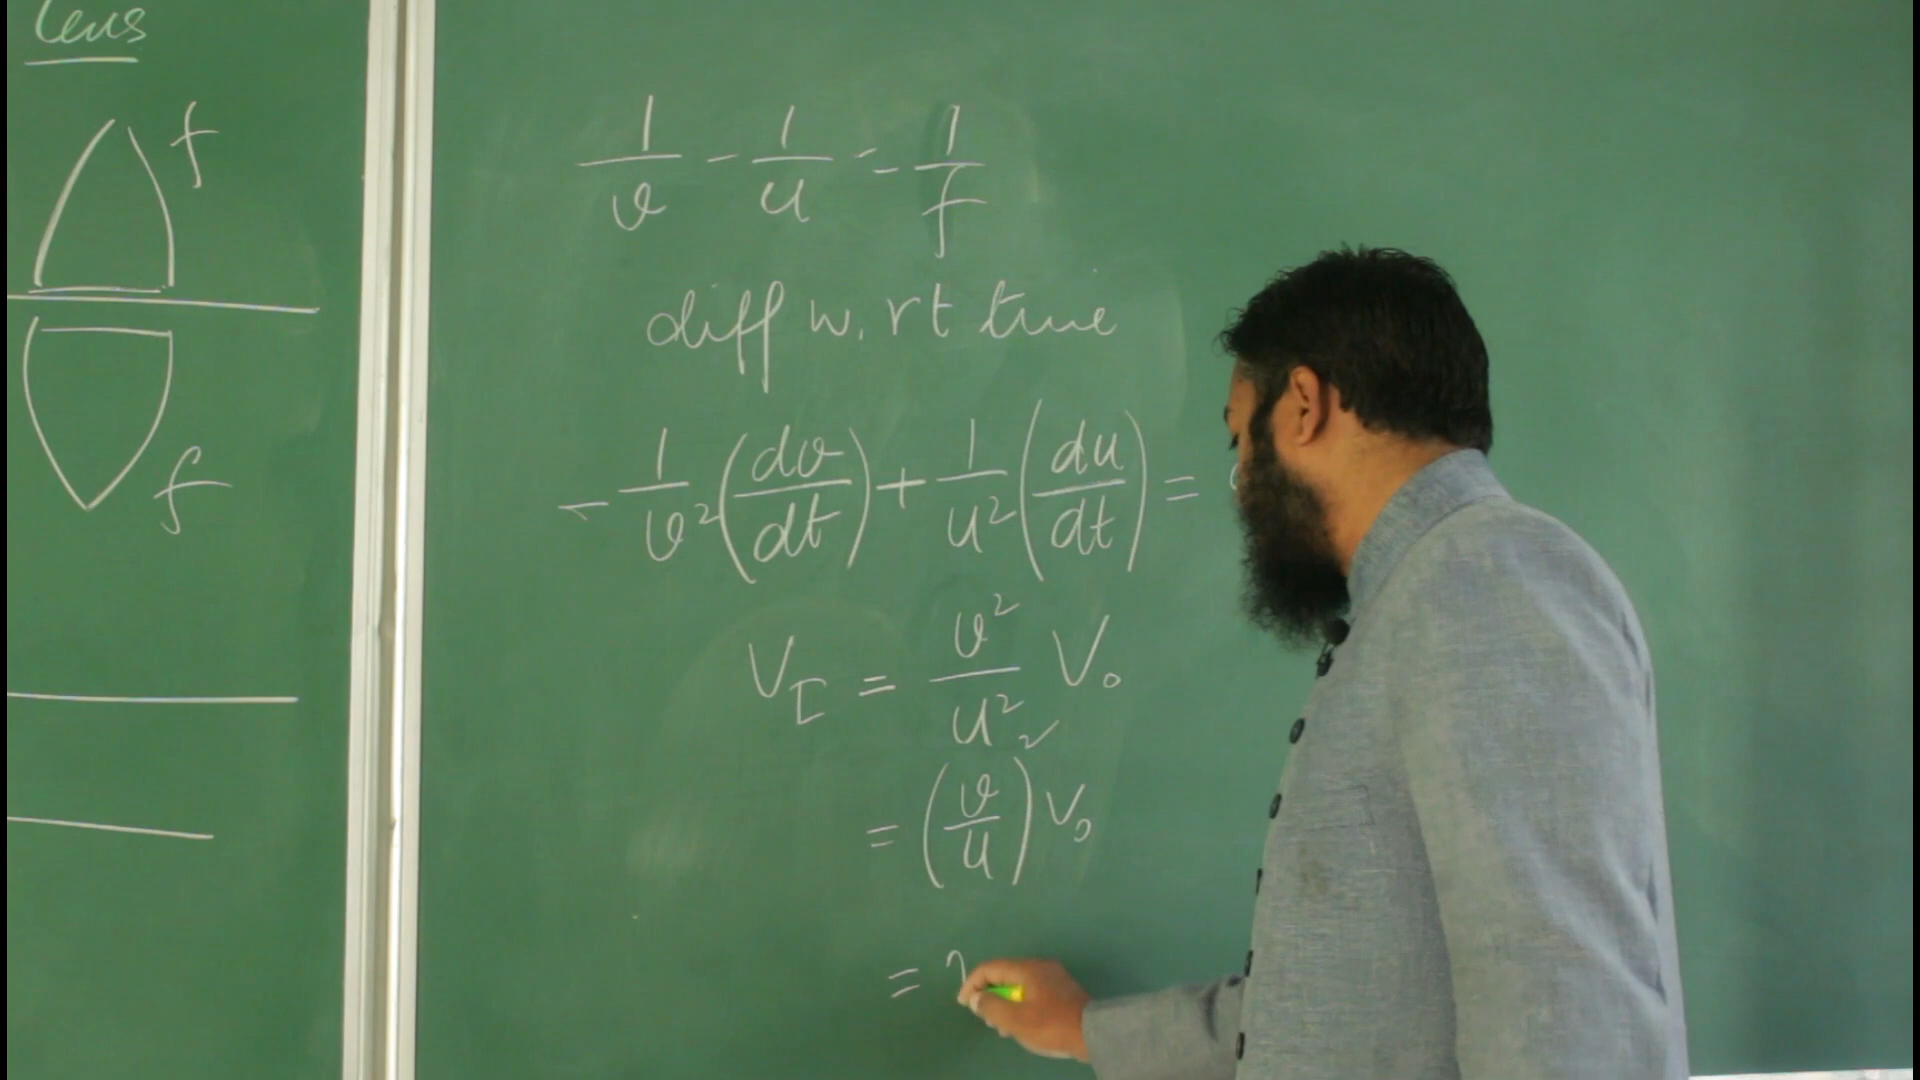 Lens
f
f
1/v - 1/u = 1/f
diff w.r t time
- 1/v² (dv/dt) + 1/u² (du/dt) =
V_I = v²/u² V_o
= (v/u) V_o
=